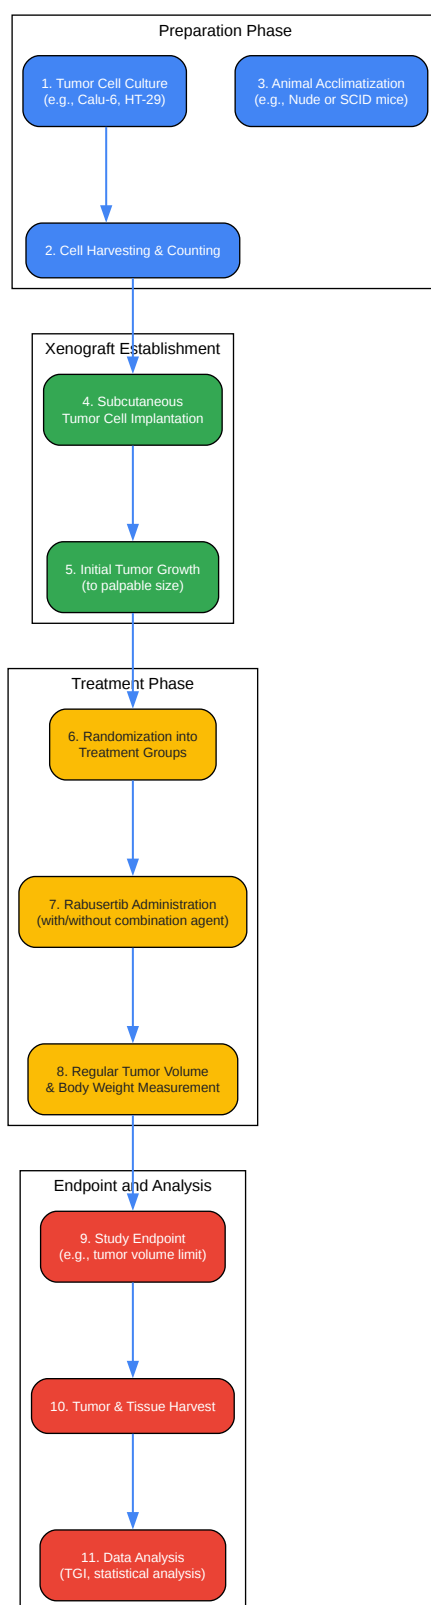 Preparation Phase
1. Tumor Cell Culture
(e.g., Calu-6, HT-29)
3. Animal Acclimatization
(e.g., Nude or SCID mice)
2. Cell Harvesting & Counting
Xenograft Establishment
4. Subcutaneous
Tumor Cell Implantation
5. Initial Tumor Growth
(to palpable size)
Treatment Phase
6. Randomization into
Treatment Groups
7. Rabusertib Administration
(with/without combination agent)
8. Regular Tumor Volume
& Body Weight Measurement
Endpoint and Analysis
9. Study Endpoint
(e.g., tumor volume limit)
10. Tumor & Tissue Harvest
11. Data Analysis
(TGI, statistical analysis)